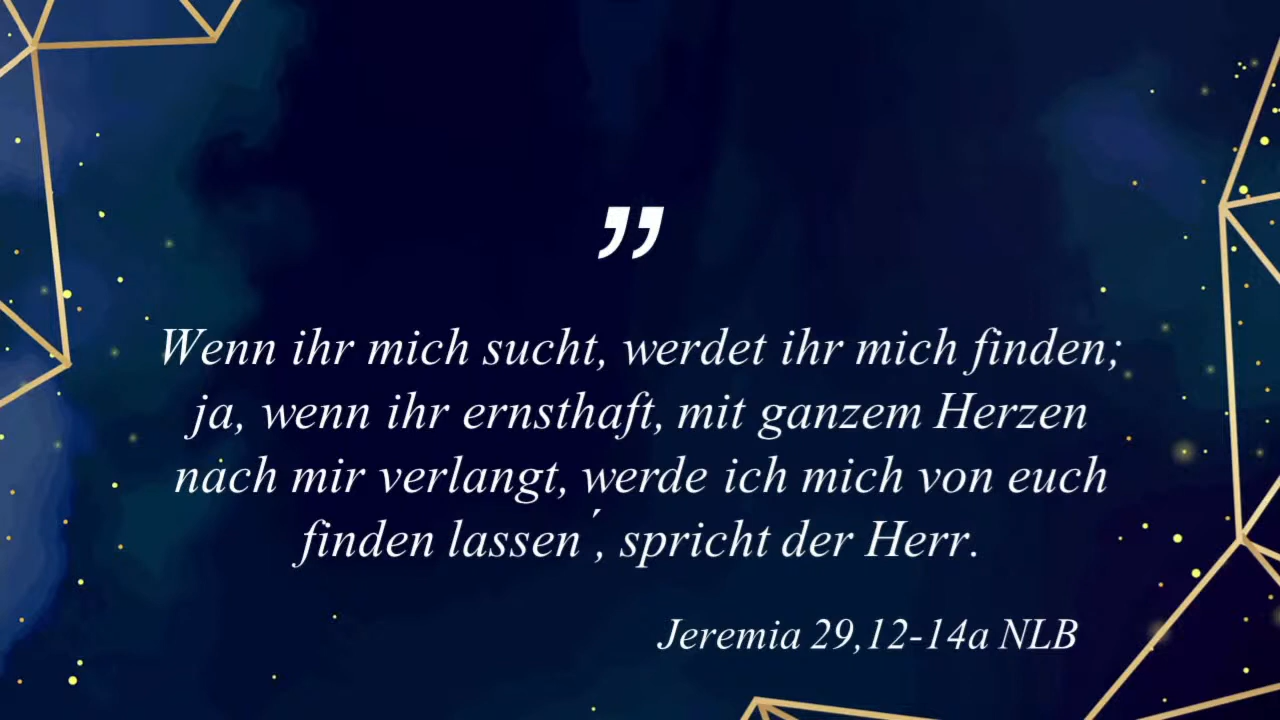 ”
Wenn ihr mich sucht, werdet ihr mich finden;
ja, wenn ihr ernsthaft, mit ganzem Herzen
nach mir verlangt, werde ich mich von euch
finden lassen´, spricht der Herr.
Jeremia 29,12-14a NLB